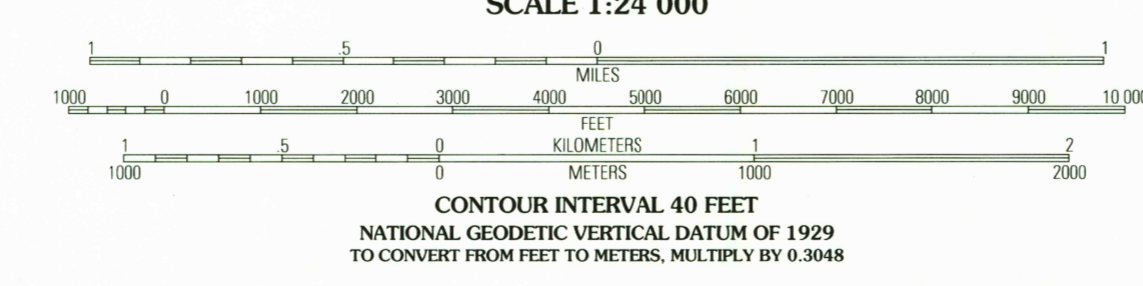 SCALE 1:24 000
1 .5 0 1
MILES
1000 0 1000 2000 3000 4000 5000 6000 7000 8000 9000 10 000
FEET
1 .5 0 KILOMETERS 1 2
1000 0 METERS 1000 2000
CONTOUR INTERVAL 40 FEET
NATIONAL GEODETIC VERTICAL DATUM OF 1929
TO CONVERT FROM FEET TO METERS, MULTIPLY BY 0.3048